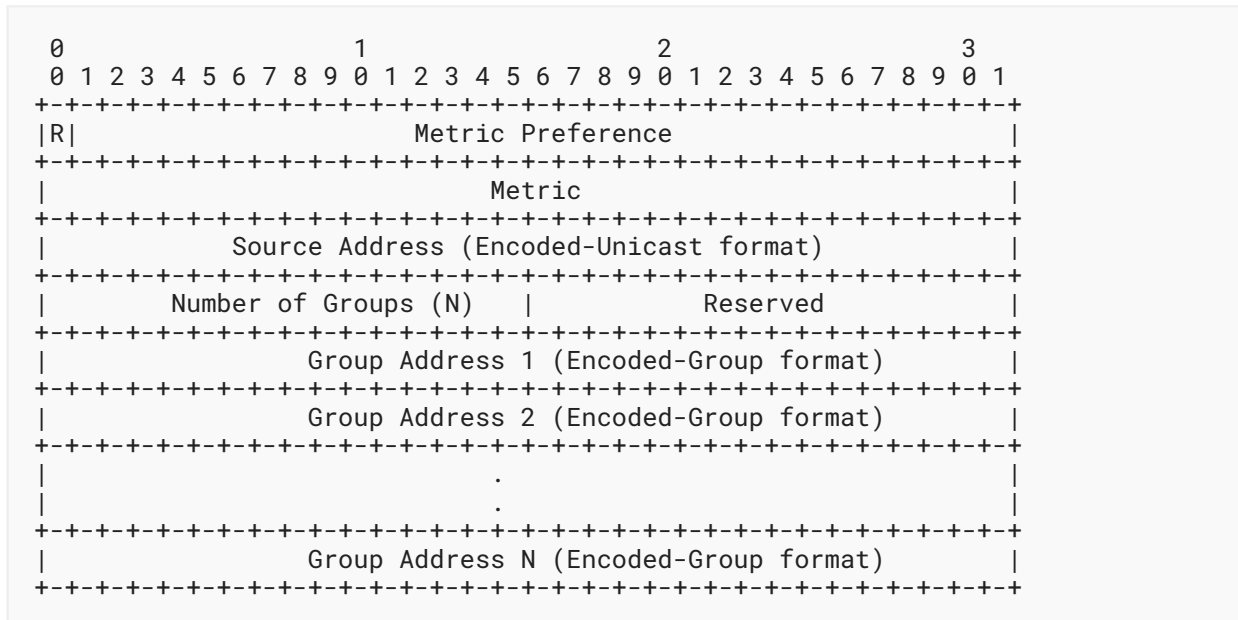 0                   1                   2                   3
 0 1 2 3 4 5 6 7 8 9 0 1 2 3 4 5 6 7 8 9 0 1 2 3 4 5 6 7 8 9 0 1
+-+-+-+-+-+-+-+-+-+-+-+-+-+-+-+-+-+-+-+-+-+-+-+-+-+-+-+-+-+-+-+-+
|R|                      Metric Preference                      |
+-+-+-+-+-+-+-+-+-+-+-+-+-+-+-+-+-+-+-+-+-+-+-+-+-+-+-+-+-+-+-+-+
|                             Metric                            |
+-+-+-+-+-+-+-+-+-+-+-+-+-+-+-+-+-+-+-+-+-+-+-+-+-+-+-+-+-+-+-+-+
|            Source Address (Encoded-Unicast format)            |
+-+-+-+-+-+-+-+-+-+-+-+-+-+-+-+-+-+-+-+-+-+-+-+-+-+-+-+-+-+-+-+-+
|        Number of Groups (N)   |           Reserved            |
+-+-+-+-+-+-+-+-+-+-+-+-+-+-+-+-+-+-+-+-+-+-+-+-+-+-+-+-+-+-+-+-+
|                 Group Address 1 (Encoded-Group format)        |
+-+-+-+-+-+-+-+-+-+-+-+-+-+-+-+-+-+-+-+-+-+-+-+-+-+-+-+-+-+-+-+-+
|                 Group Address 2 (Encoded-Group format)        |
+-+-+-+-+-+-+-+-+-+-+-+-+-+-+-+-+-+-+-+-+-+-+-+-+-+-+-+-+-+-+-+-+
|                             .                                 |
|                             .                                 |
+-+-+-+-+-+-+-+-+-+-+-+-+-+-+-+-+-+-+-+-+-+-+-+-+-+-+-+-+-+-+-+-+
|                 Group Address N (Encoded-Group format)        |
+-+-+-+-+-+-+-+-+-+-+-+-+-+-+-+-+-+-+-+-+-+-+-+-+-+-+-+-+-+-+-+-+